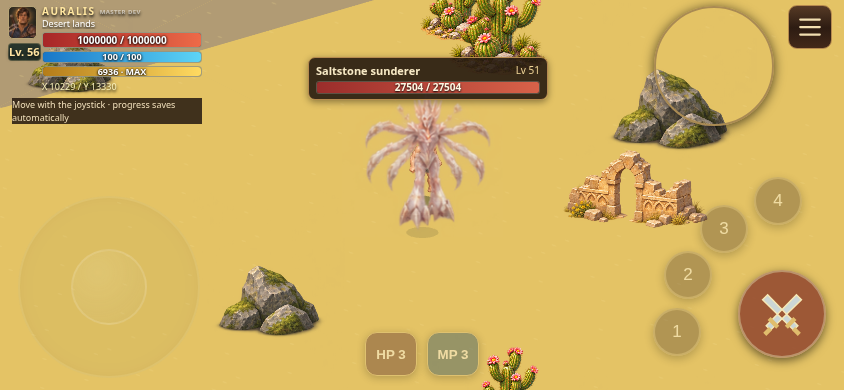 AURALIS MASTER DEV
Desert lands
Lv. 56
1000000 / 1000000
100 / 100
6936 · MAX
X 10229 / Y 13330
Move with the joystick · progress saves
automatically
Saltstone sunderer Lv 51
27504 / 27504
4
3
2
1
HP 3
MP 3